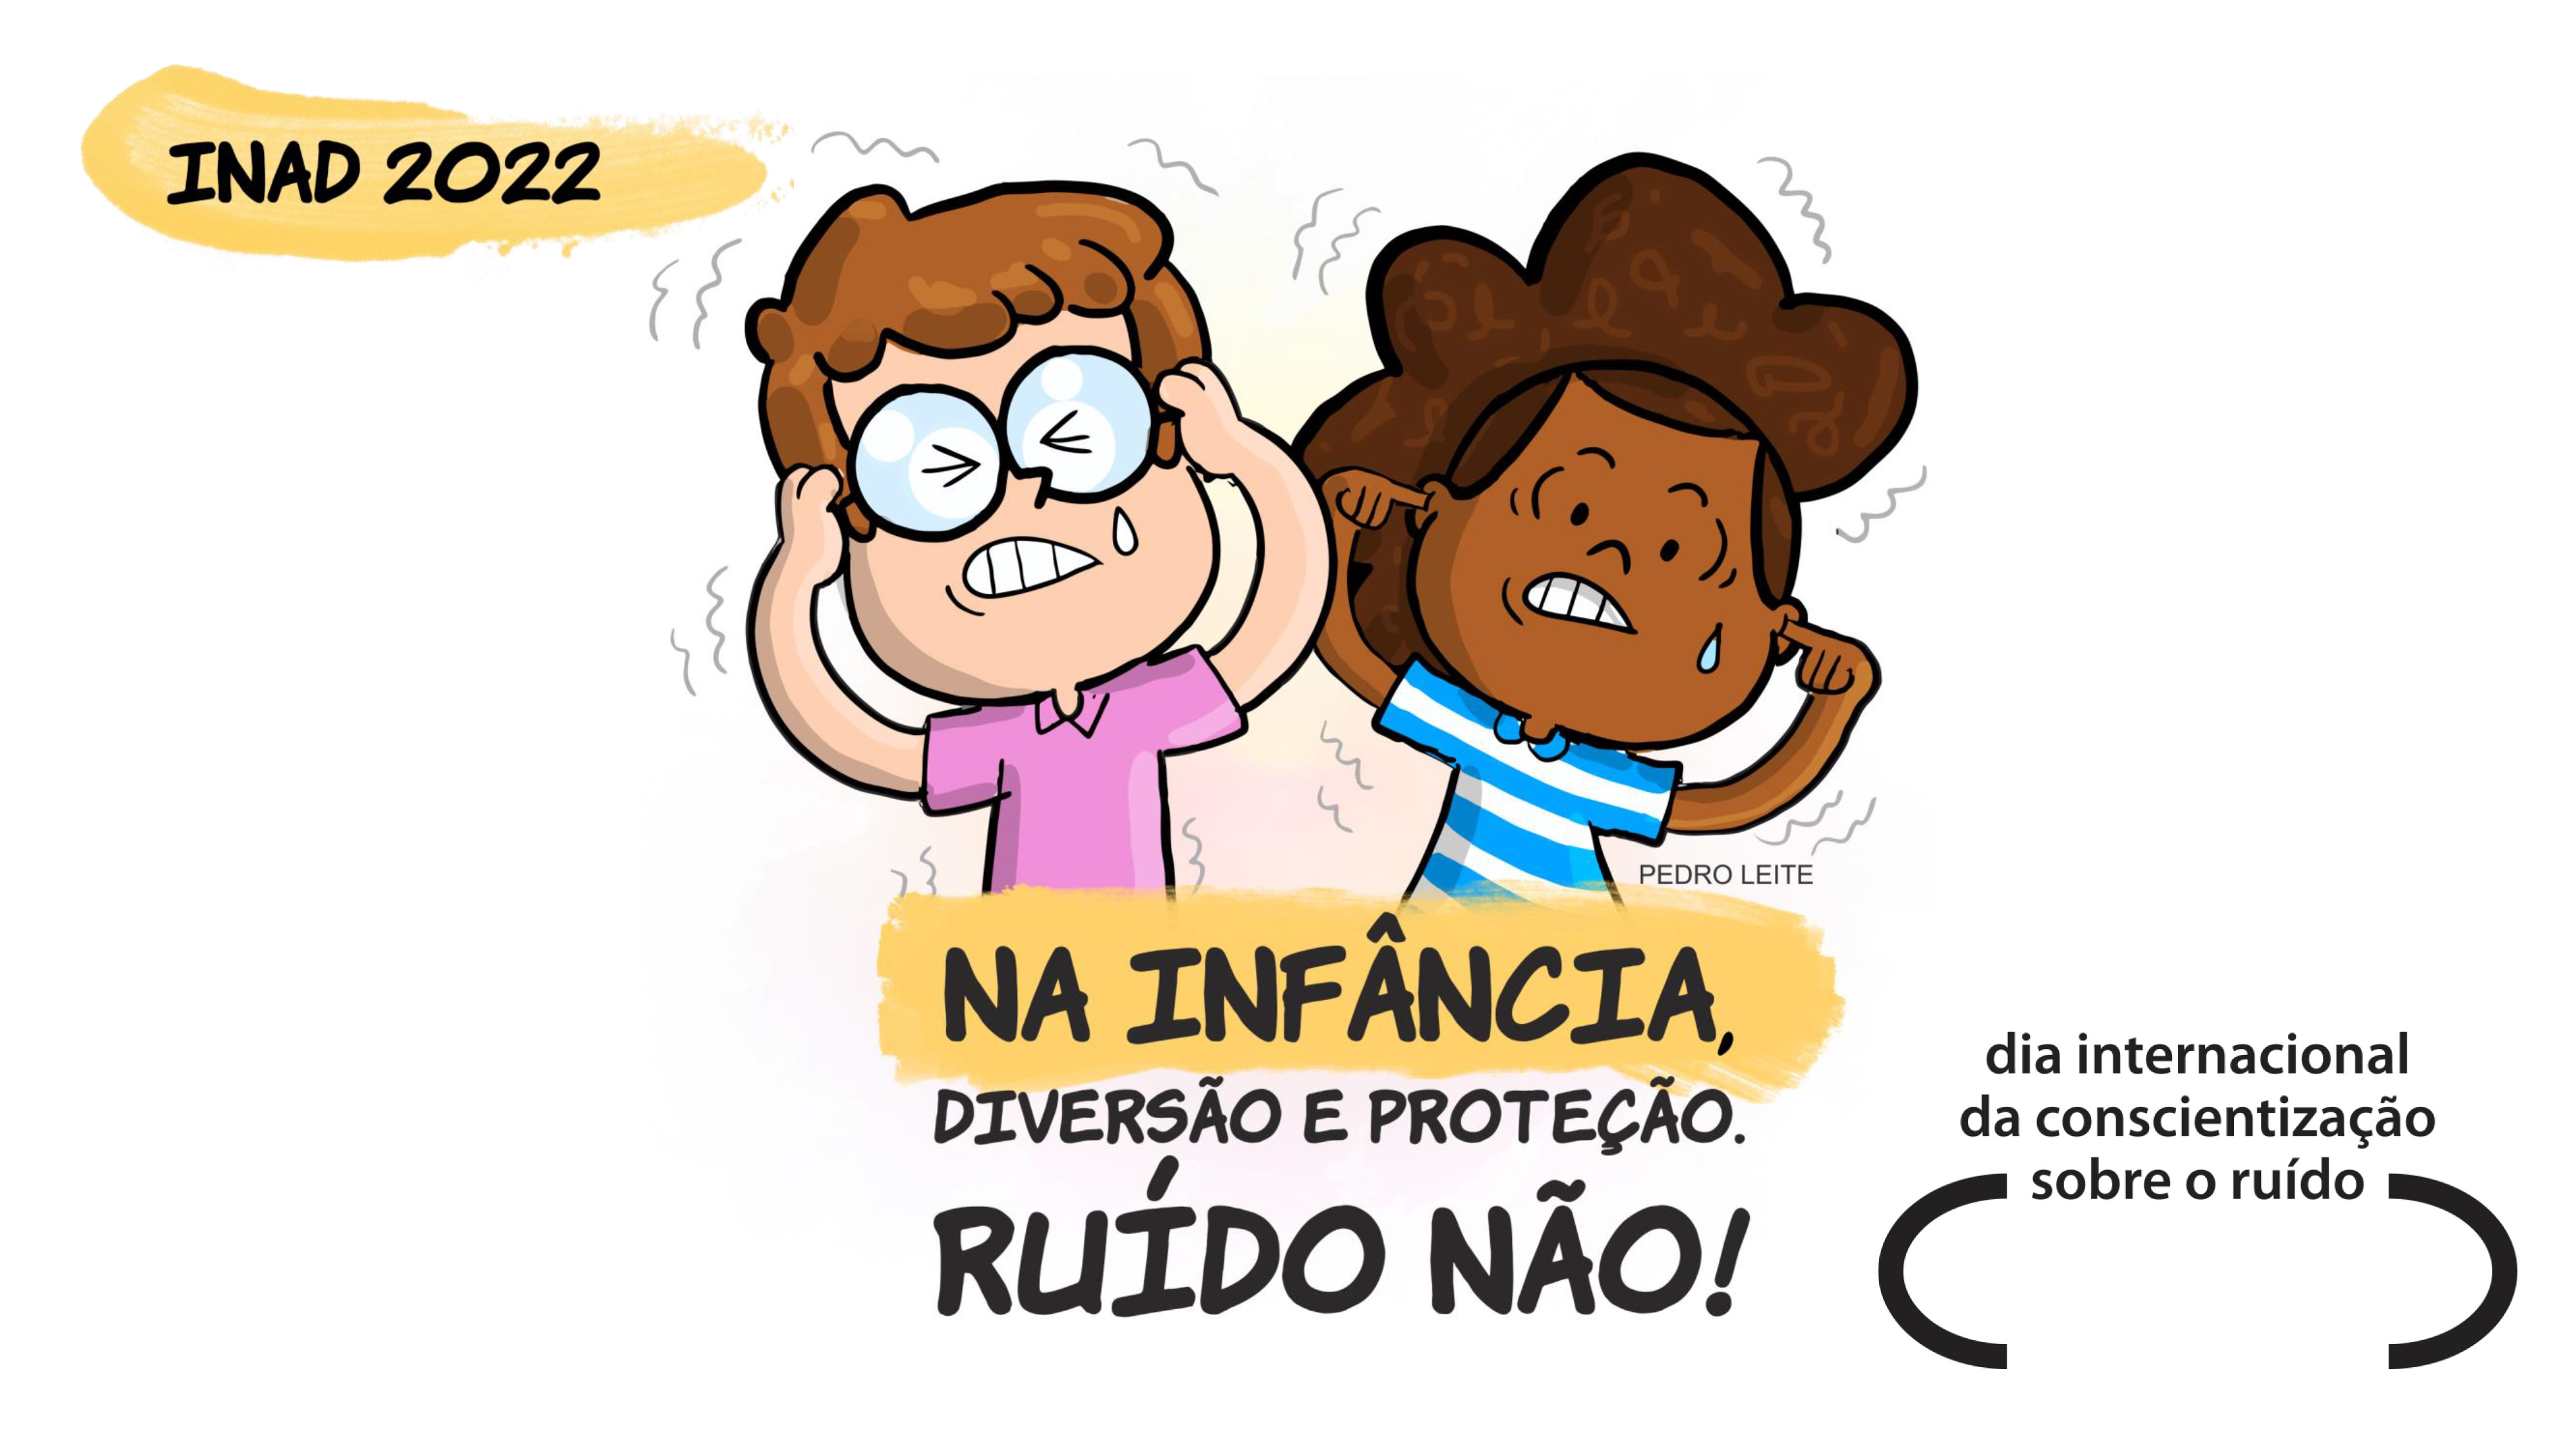 INAD 2022
PEDRO LEITE
NA INFÂNCIA,
DIVERSÃO E PROTEÇÃO.
RUÍDO NÃO!
dia internacional
da conscientização
sobre o ruído